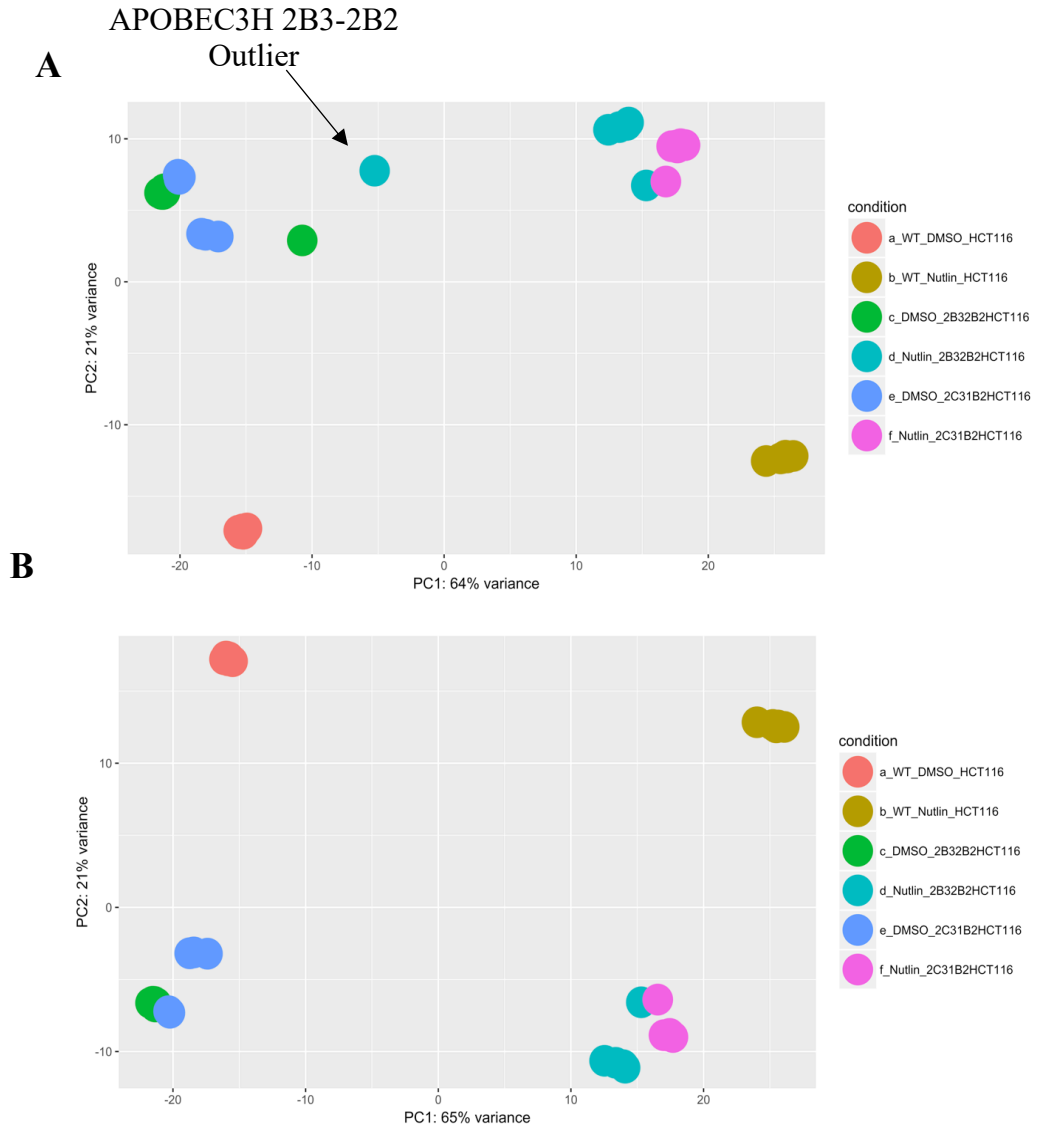 APOBEC3H 2B3-2B2
Outlier
A
10
0
-10
PC2: 21% variance
-20
-10
0
10
20
PC1: 64% variance
condition
a_WT_DMSO_HCT116
b_WT_Nutlin_HCT116
c_DMSO_2B32B2HCT116
d_Nutlin_2B32B2HCT116
e_DMSO_2C31B2HCT116
f_Nutlin_2C31B2HCT116
B
10
0
-10
PC2: 21% variance
-20
-10
0
10
20
PC1: 65% variance
condition
a_WT_DMSO_HCT116
b_WT_Nutlin_HCT116
c_DMSO_2B32B2HCT116
d_Nutlin_2B32B2HCT116
e_DMSO_2C31B2HCT116
f_Nutlin_2C31B2HCT116